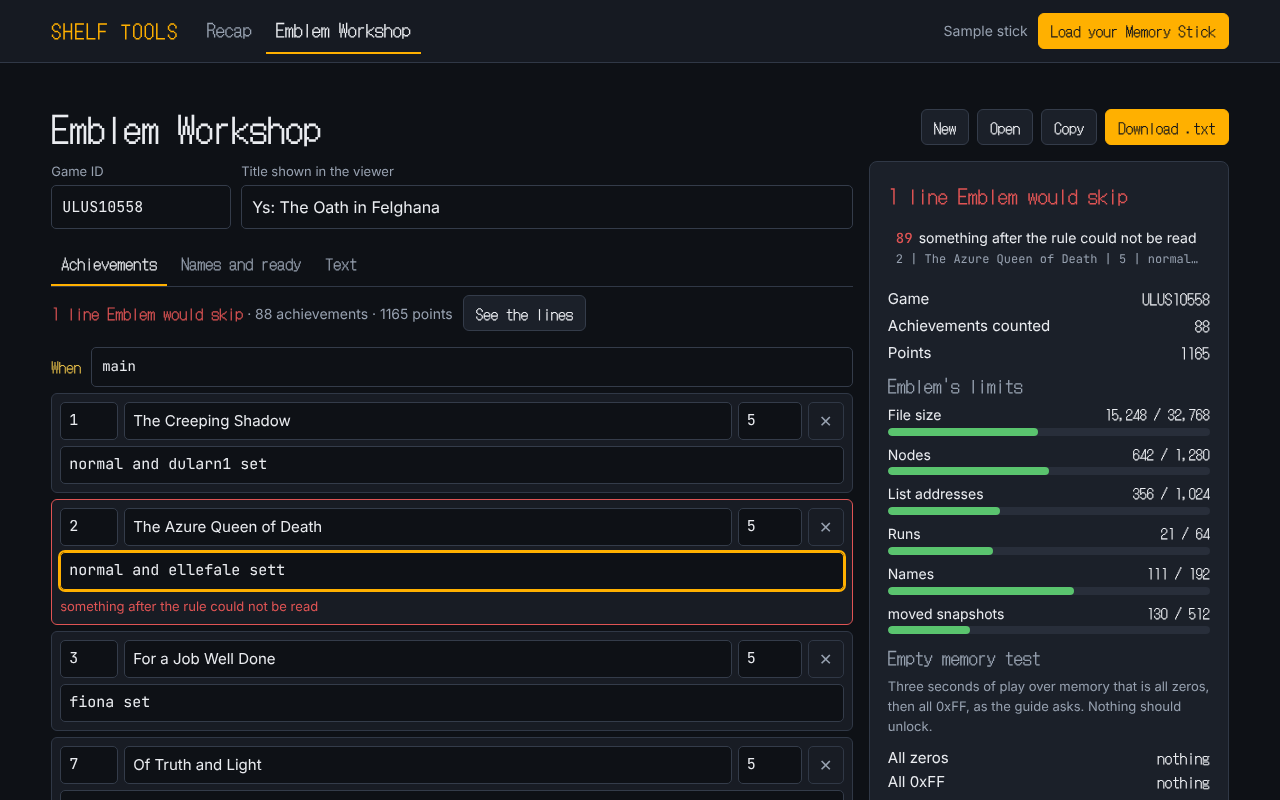 SHELF TOOLS Recap Emblem Workshop Sample stick Load your Memory Stick
Emblem Workshop New Open Copy Download .txt
Game ID Title shown in the viewer
ULUS10558 Ys: The Oath in Felghana
Achievements Names and ready Text
1 line Emblem would skip · 88 achievements · 1165 points See the lines
When main
1 The Creeping Shadow 5 ×
normal and dularn1 set
2 The Azure Queen of Death 5 ×
normal and ellefale sett
something after the rule could not be read
3 For a Job Well Done 5 ×
fiona set
7 Of Truth and Light 5 ×
1 line Emblem would skip
89 something after the rule could not be read
2 | The Azure Queen of Death | 5 | normal…
Game ULUS10558
Achievements counted 88
Points 1165
Emblem's limits
File size 15,248 / 32,768
Nodes 642 / 1,280
List addresses 356 / 1,024
Runs 21 / 64
Names 111 / 192
moved snapshots 130 / 512
Empty memory test
Three seconds of play over memory that is all zeros,
then all 0xFF, as the guide asks. Nothing should
unlock.
All zeros nothing
All 0xFF nothing